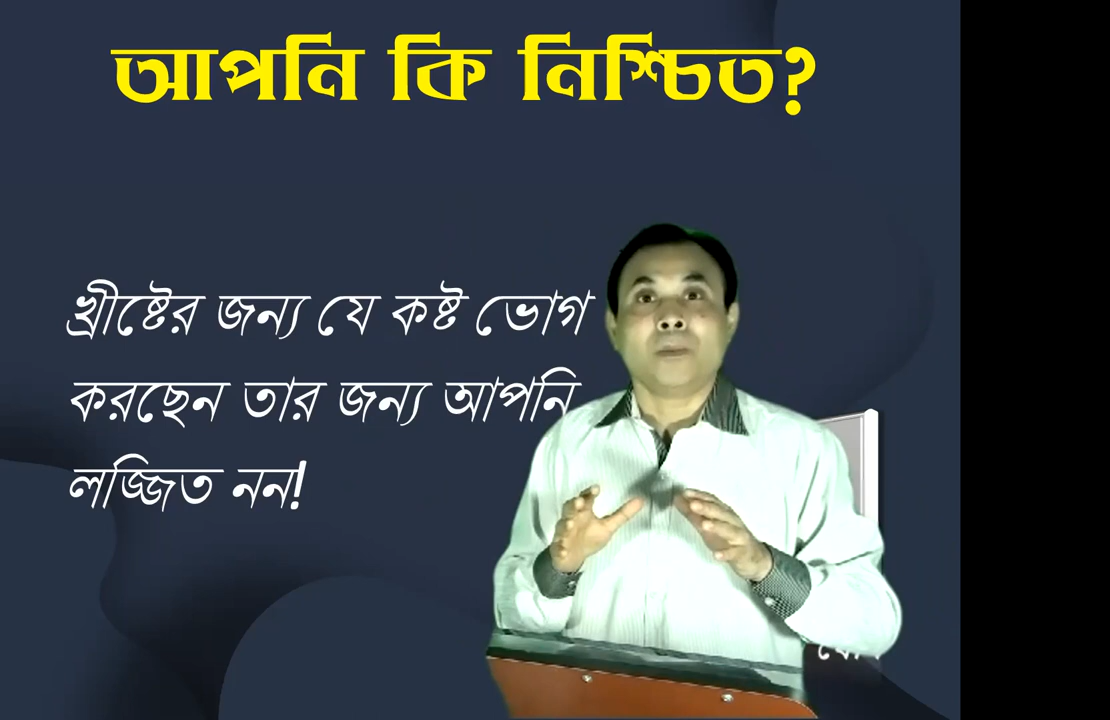 আপনি কি নিশ্চিত?
খ্রীষ্টের জন্য যে কষ্ট ভোগ
করছেন তার জন্য আপনি
লজ্জিত নন!